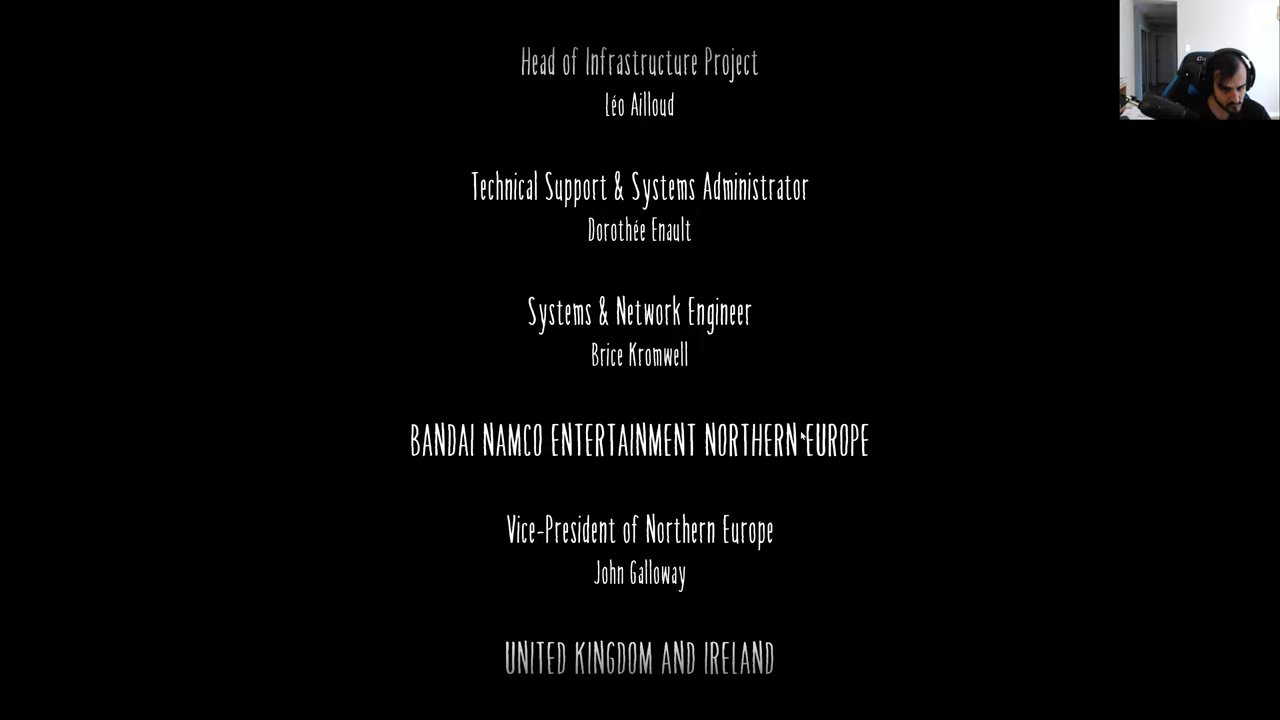 Head of Infrastructure Project
Léo Ailloud
Technical Support & Systems Administrator
Dorothée Enault
Systems & Network Engineer
Brice Kromwell
BANDAI NAMCO ENTERTAINMENT NORTHERN EUROPE
Vice-President of Northern Europe
John Galloway
UNITED KINGDOM AND IRELAND